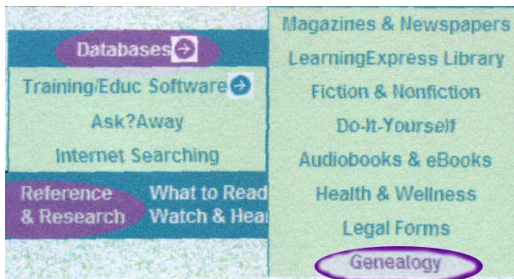 Databases
Training/Educ Software
Ask?Away
Internet Searching
Reference
& Research
What to Read
Watch & Hear
Magazines & Newspapers
LearningExpress Library
Fiction & Nonfiction
Do-It-Yourself
Audiobooks & eBooks
Health & Wellness
Legal Forms
Genealogy